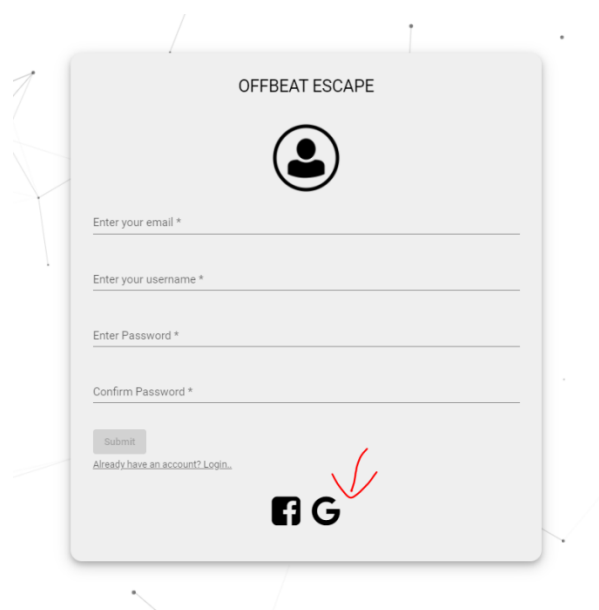 OFFBEAT ESCAPE
Enter your email *
Enter your username *
Enter Password *
Confirm Password *
Submit
Already have an account? Login..